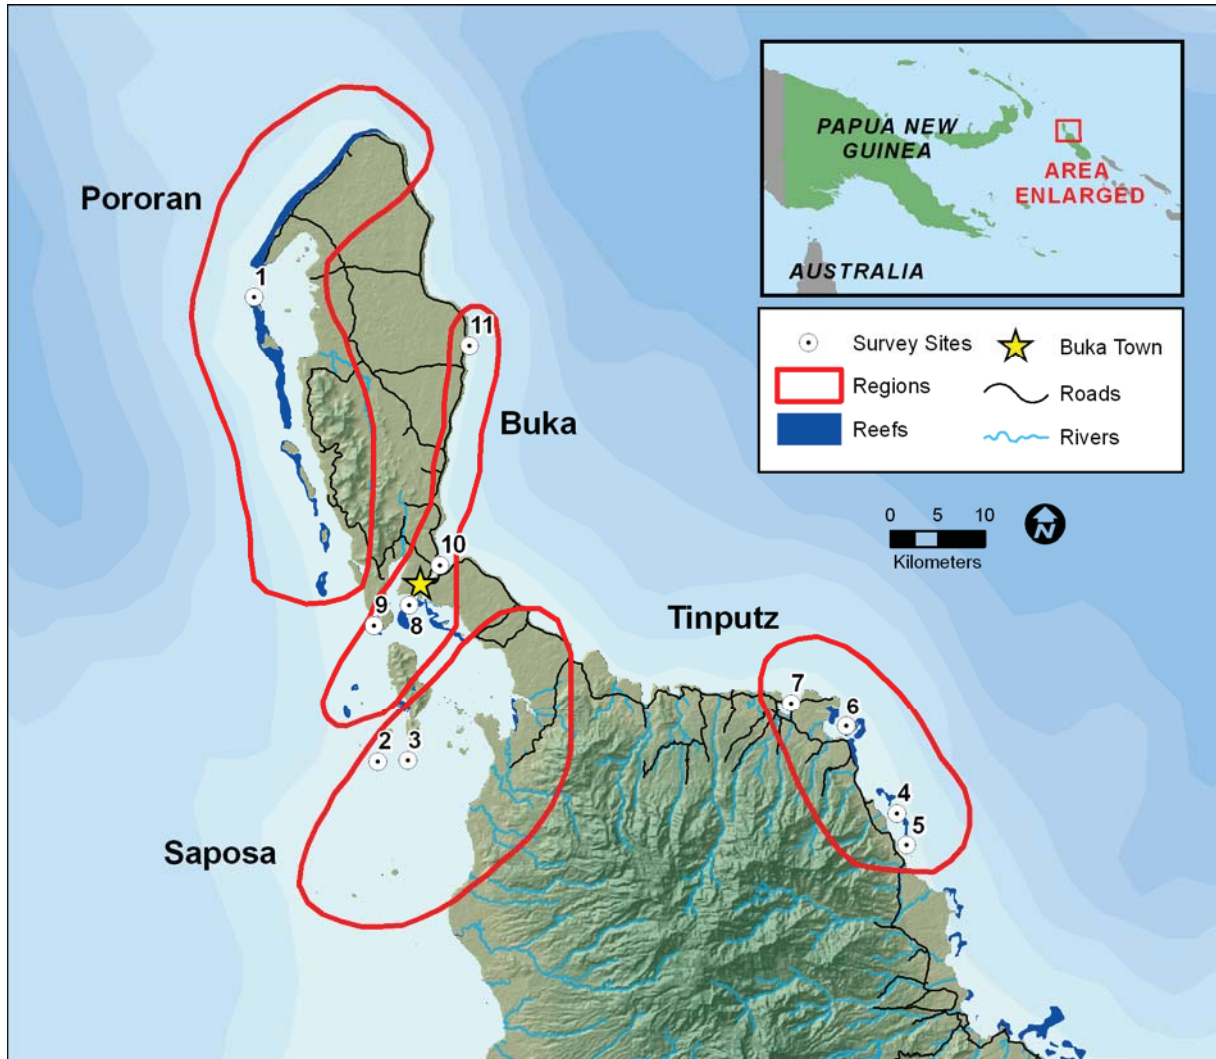 PAPUA NEW
GUINEA
AREA
ENLARGED
AUSTRALIA
Pororan
1
11
Buka
Survey Sites
Buka Town
Regions
Roads
Reefs
Rivers
0 5 10
Kilometers
N
10
9
8
Tinputz
7
6
2 3
4
5
Saposa